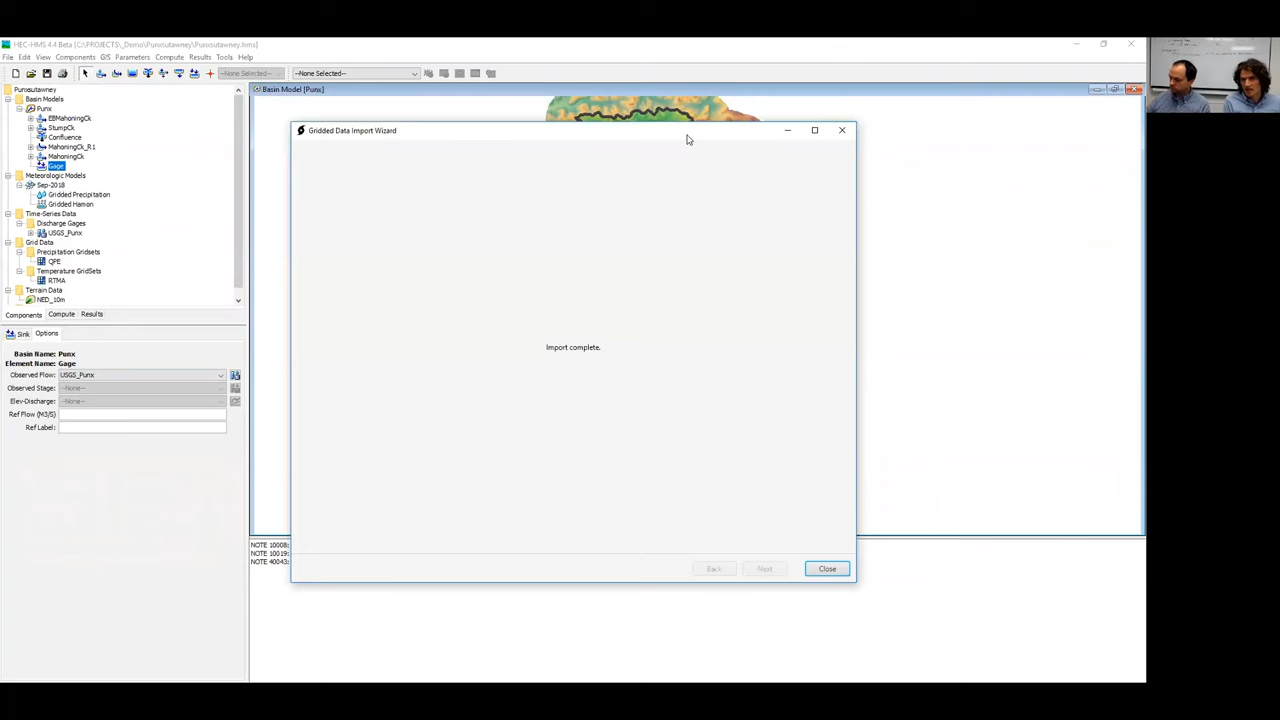 HEC-HMS 4.4 Beta [C:\PROJECTS\_Demo\Punxsutawney\Punxsutawney.hms]
File Edit View Components GIS Parameters Compute Results Tools Help
--None Selected-- --None Selected--
Punxsutawney
Basin Models
Punx
EBMahoningCk
StumpCk
Confluence
MahoningCk_R1
MahoningCk
Gage
Meteorologic Models
Sep-2018
Gridded Precipitation
Gridded Hamon
Time-Series Data
Discharge Gages
USGS_Punx
Grid Data
Precipitation Gridsets
QPE
Temperature GridSets
RTMA
Terrain Data
NED_10m
Components Compute Results
Sink Options
Basin Name: Punx
Element Name: Gage
Observed Flow: USGS_Punx
Observed Stage: --None--
Elev-Discharge: --None--
Ref Flow (M3/S)
Ref Label:
Basin Model [Punx]
Gridded Data Import Wizard
Import complete.
Back Next Close
NOTE 10008:
NOTE 10019:
NOTE 40043: